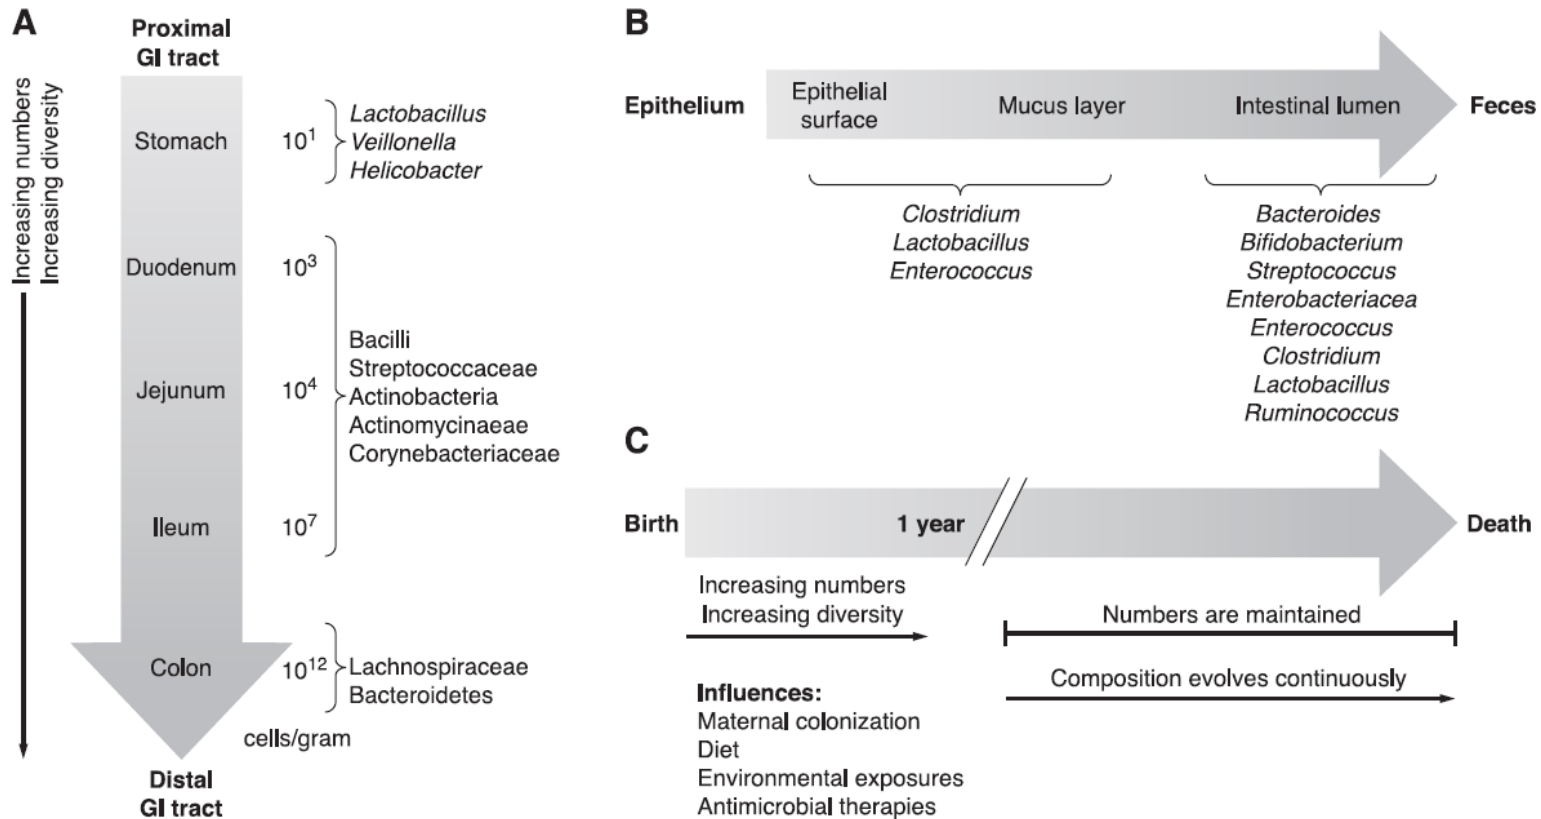 A
Proximal
GI tract
Increasing numbers
Increasing diversity
Stomach
10¹
Lactobacillus
Veillonella
Helicobacter
Duodenum
10³
Jejunum
10⁴
Ileum
10⁷
Bacilli
Streptococcaceae
Actinobacteria
Actinomycinaeae
Corynebacteriaceae
Colon
10¹²
Lachnospiraceae
Bacteroidetes
cells/gram
Distal
GI tract
B
Epithelium
Epithelial
surface
Mucus layer
Intestinal lumen
Feces
Clostridium
Lactobacillus
Enterococcus
Bacteroides
Bifidobacterium
Streptococcus
Enterobacteriacea
Enterococcus
Clostridium
Lactobacillus
Ruminococcus
C
Birth
1 year
Death
Increasing numbers
Increasing diversity
Numbers are maintained
Composition evolves continuously
Influences:
Maternal colonization
Diet
Environmental exposures
Antimicrobial therapies